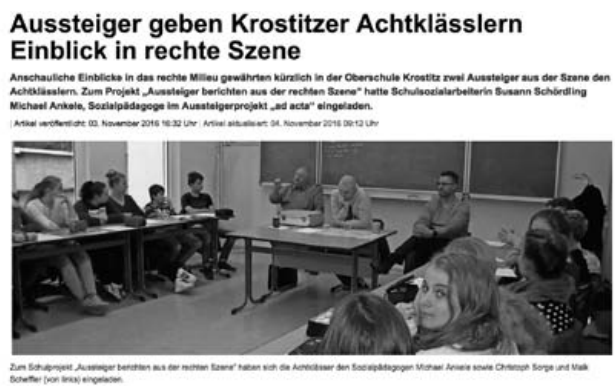 Aussteiger geben Krostitzer Achtklässlern
Einblick in rechte Szene
Anschauliche Einblicke in das rechte Milieu gewährten kürzlich in der Oberschule Krostitz zwei Aussteiger aus der Szene den
Achtklässlern. Zum Projekt „Aussteiger berichten aus der rechten Szene“ hatte Schulsozialarbeiterin Susann Schördling
Michael Ankele, Sozialpädagoge im Aussteigerprojekt „ad acta“ eingeladen.
| Artikel veröffentlicht: 03. November 2016 16:32 Uhr | Artikel aktualisiert: 04. November 2016 09:12 Uhr
Zum Schulprojekt „Aussteiger berichten aus der rechten Szene“ haben sich die Achtklässer den Sozialpädagogen Michael Ankele sowie Christoph Sorge und Maik
Scheffler (von links) eingeladen.